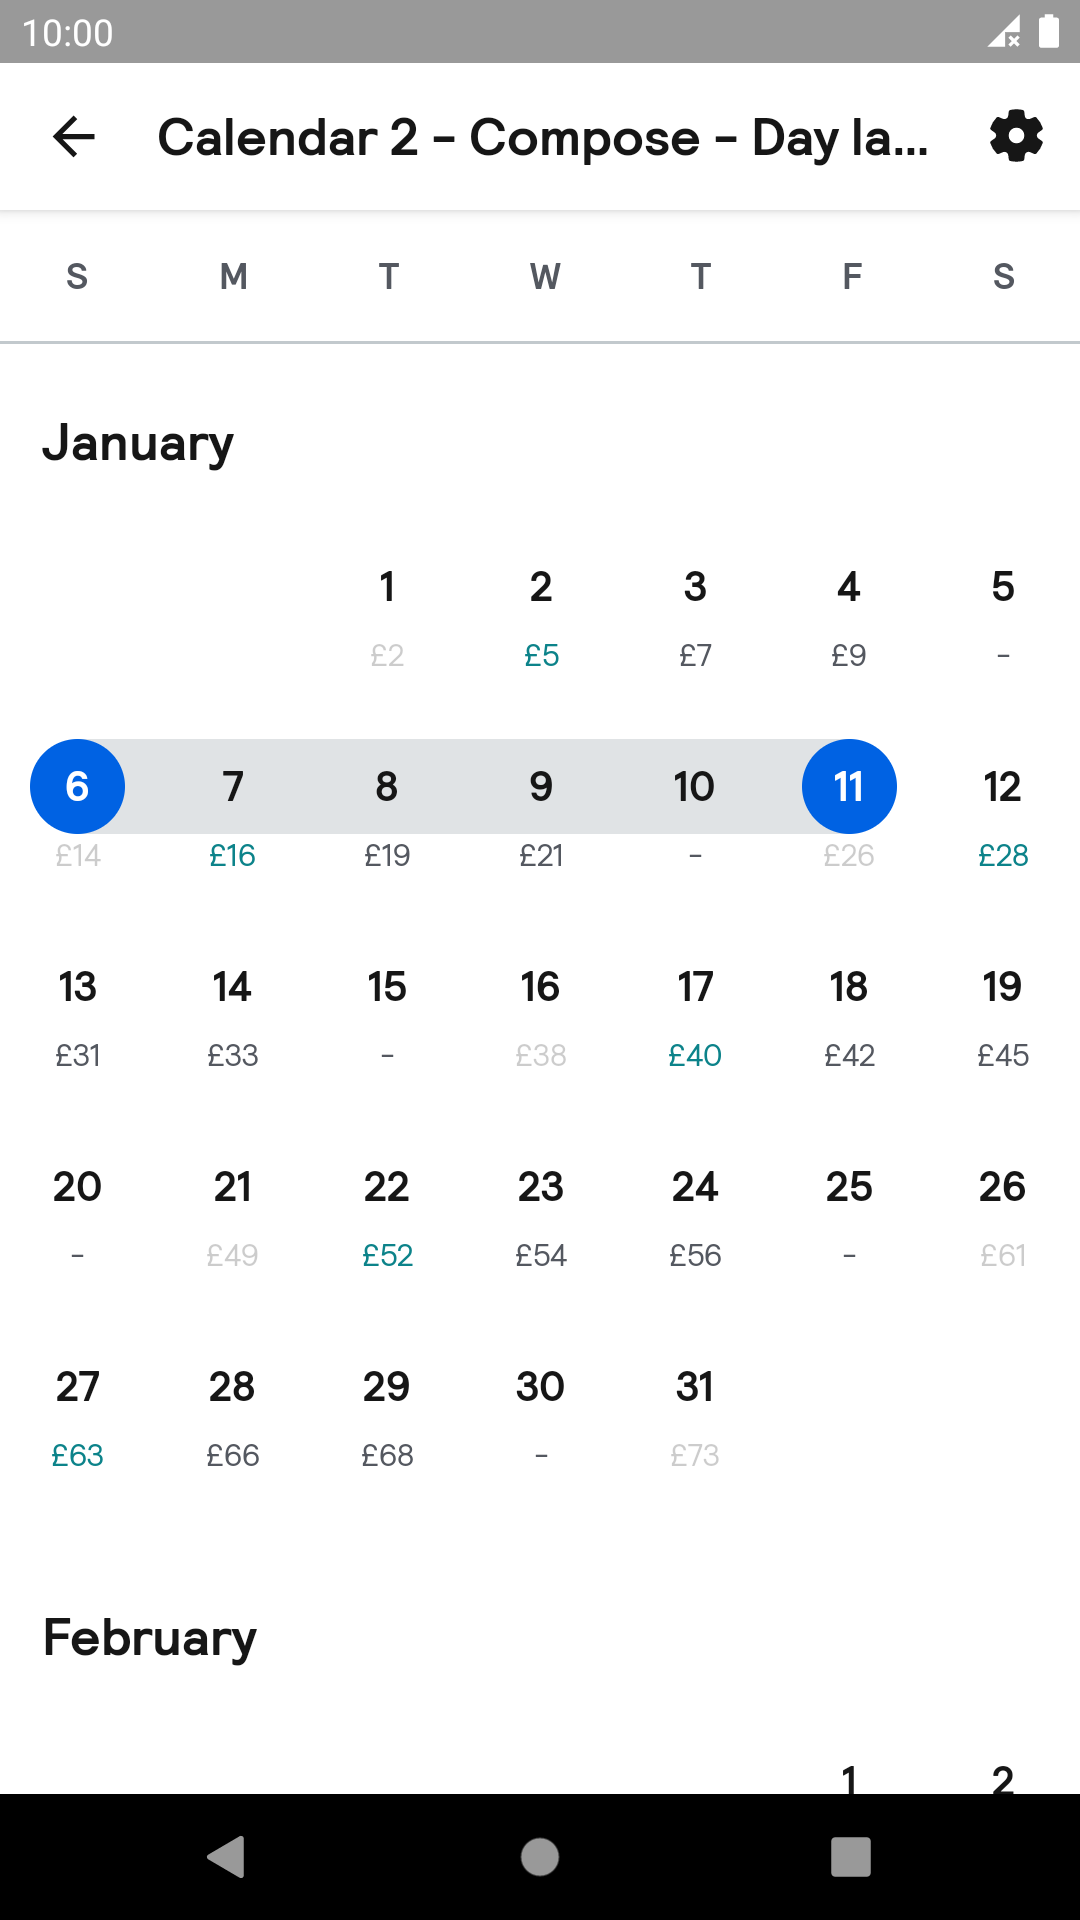 10:00
Calendar 2 - Compose - Day la...
S M T W T F S
January
1 2 3 4 5
£2 £5 £7 £9 -
6 7 8 9 10 11 12
£14 £16 £19 £21 - £26 £28
13 14 15 16 17 18 19
£31 £33 - £38 £40 £42 £45
20 21 22 23 24 25 26
- £49 £52 £54 £56 - £61
27 28 29 30 31
£63 £66 £68 - £73
February
1 2